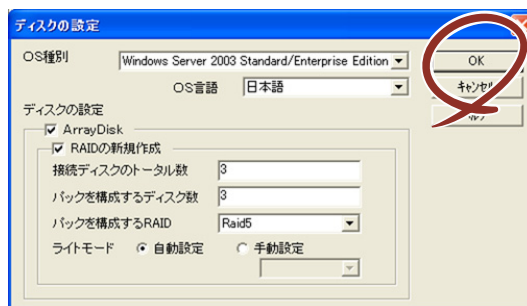 ディスクの設定
OS種別 Windows Server 2003 Standard/Enterprise Edition
OS言語 日本語
OK
キャンセル
ディスクの設定
ArrayDisk
RAIDの新規作成
接続ディスクのトータル数 3
パックを構成するディスク数 3
パックを構成するRAID Raid5
ライトモード 自動設定 手動設定